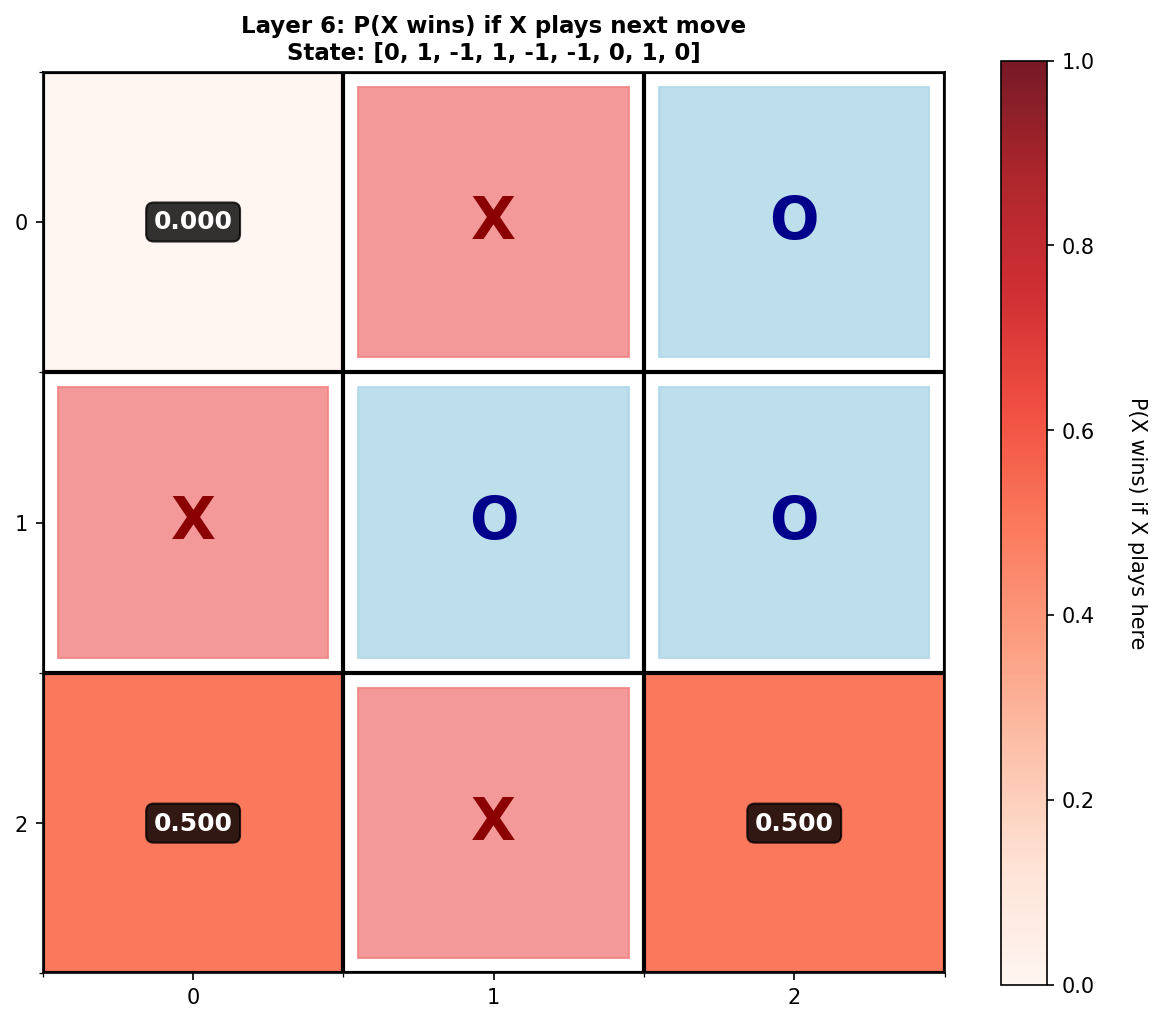 Layer 6: P(X wins) if X plays next move
State: [0, 1, -1, 1, -1, -1, 0, 1, 0]
0.000 X O
X O O
0.500 X 0.500
0
1
2
0 1 2
1.0
0.8
0.6
0.4
0.2
0.0
P(X wins) if X plays here